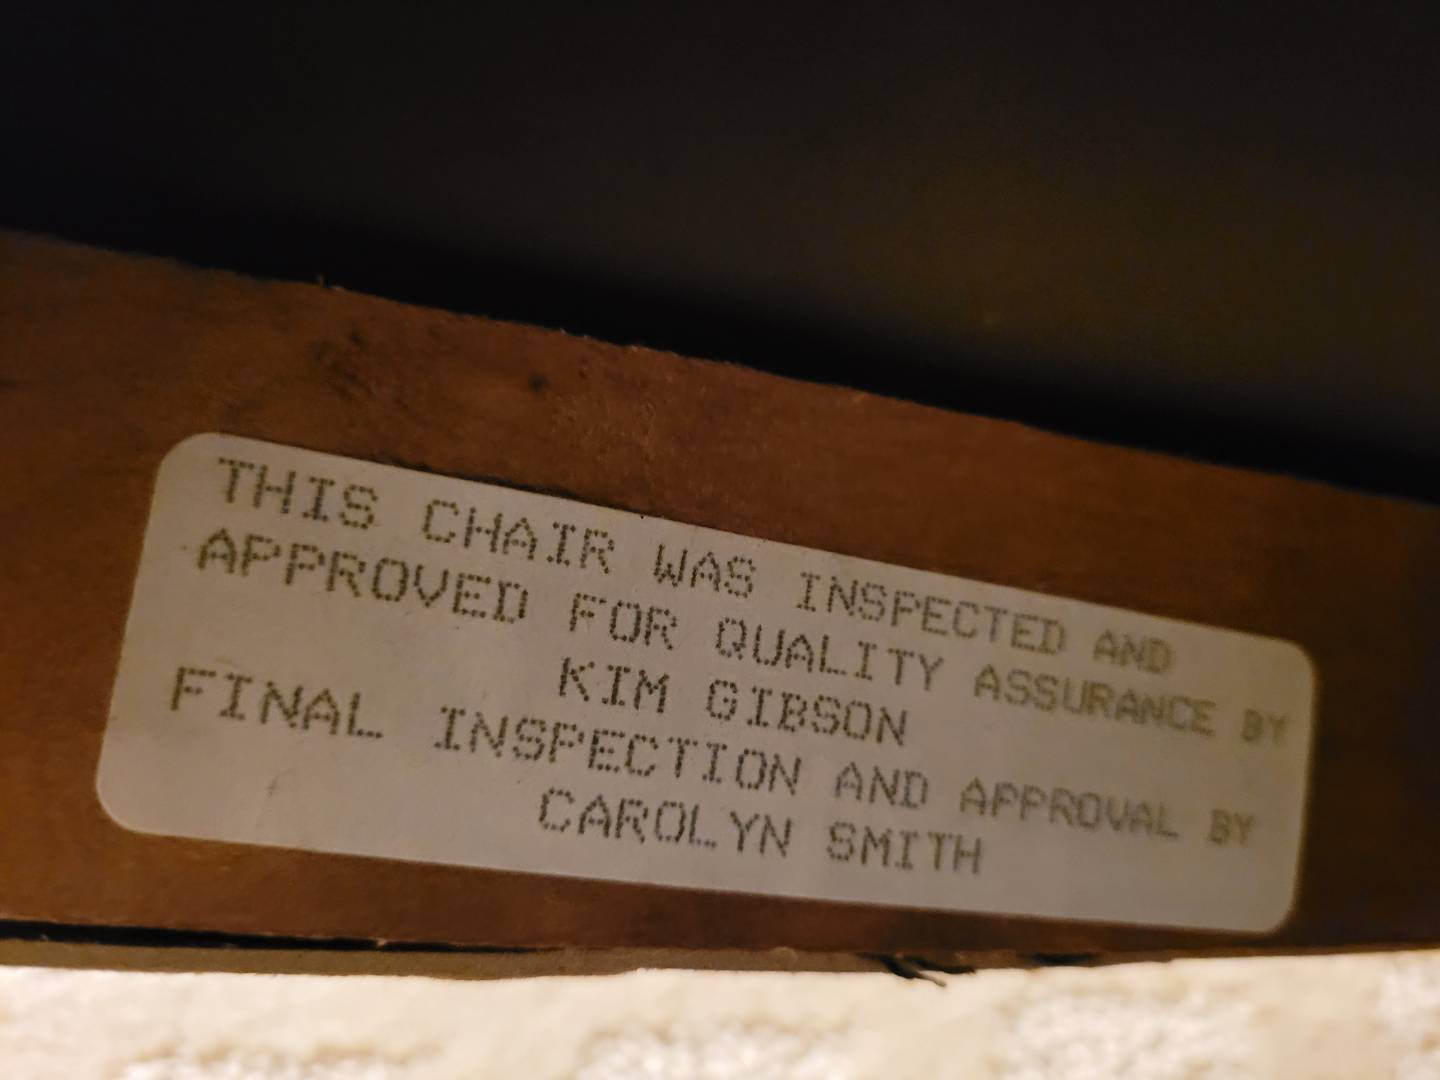 THIS CHAIR WAS INSPECTED AND
APPROVED FOR QUALITY ASSURANCE BY
KIM GIBSON
FINAL INSPECTION AND APPROVAL BY
CAROLYN SMITH